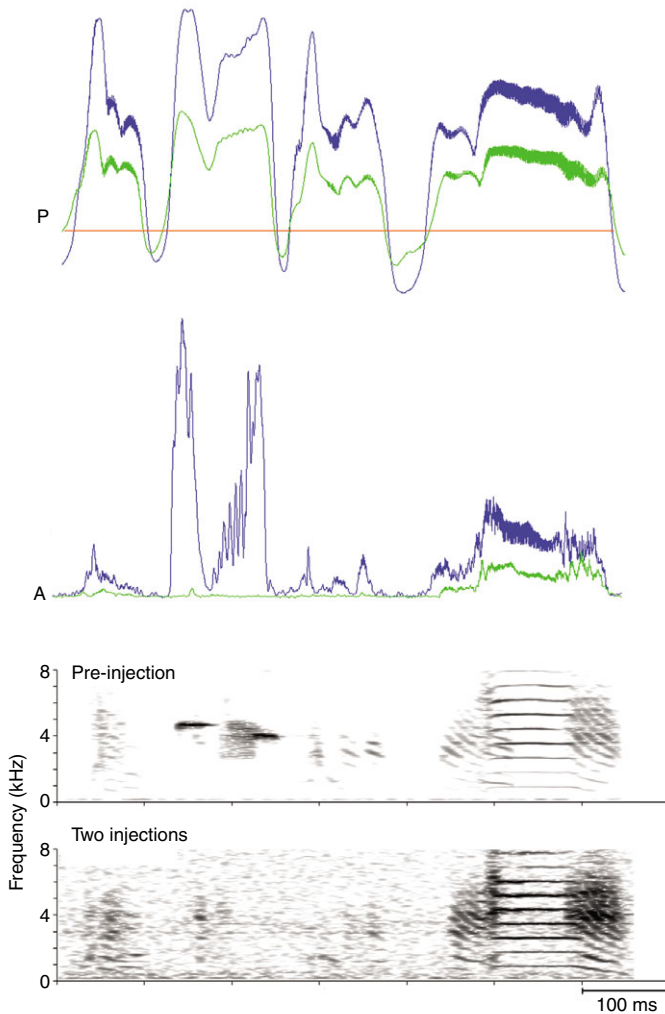 P
A
Pre-injection
8
4
0
Two injections
8
4
0
Frequency (kHz)
100 ms